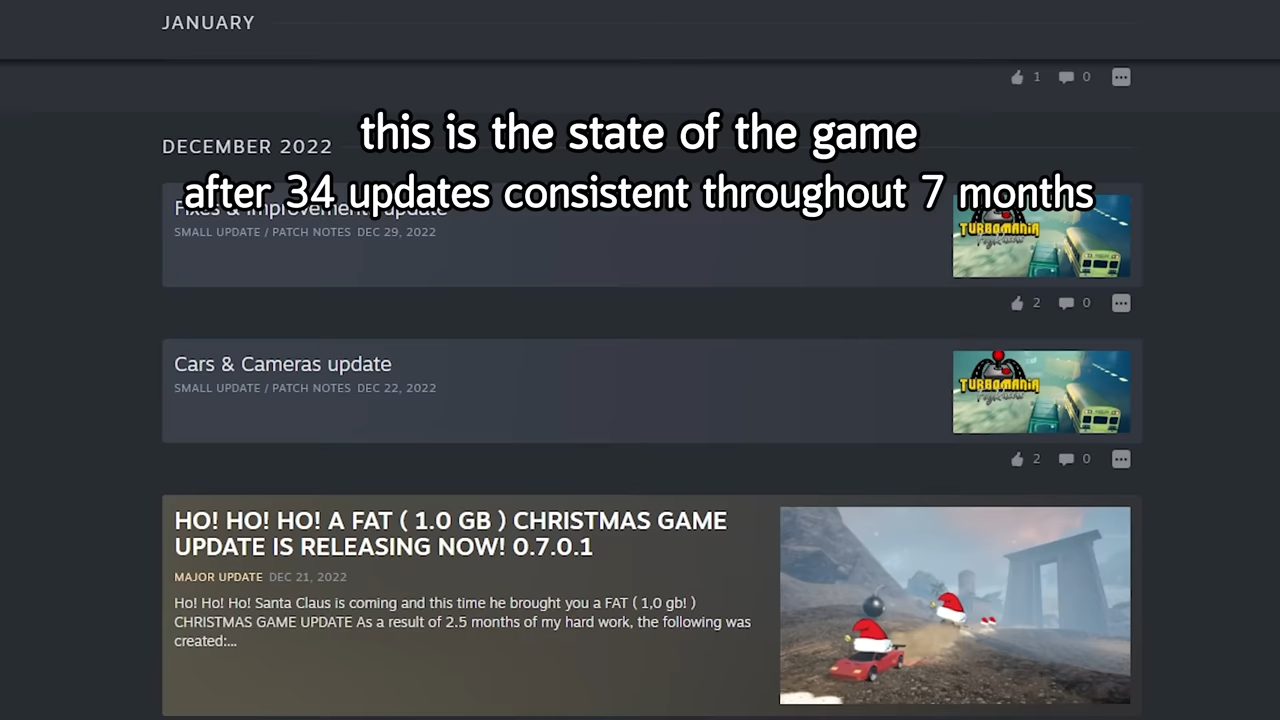 JANUARY
1 0
DECEMBER 2022
this is the state of the game
after 34 updates consistent throughout 7 months
Fixes & Improvement update
SMALL UPDATE / PATCH NOTES DEC 29, 2022
TURBOMANIA
2 0
Cars & Cameras update
SMALL UPDATE / PATCH NOTES DEC 22, 2022
TURBOMANIA
2 0
HO! HO! HO! A FAT ( 1.0 GB ) CHRISTMAS GAME
UPDATE IS RELEASING NOW! 0.7.0.1
MAJOR UPDATE DEC 21, 2022
Ho! Ho! Ho! Santa Claus is coming and this time he brought you a FAT ( 1,0 gb! )
CHRISTMAS GAME UPDATE As a result of 2.5 months of my hard work, the following was
created:...